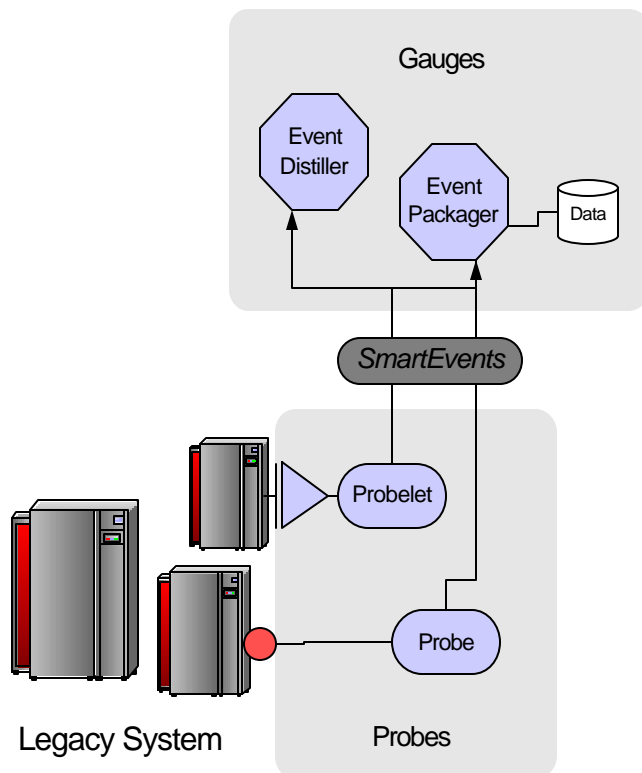 Gauges
Event
Distiller
Event
Packager
Data
SmartEvents
Probelet
Probe
Legacy System
Probes